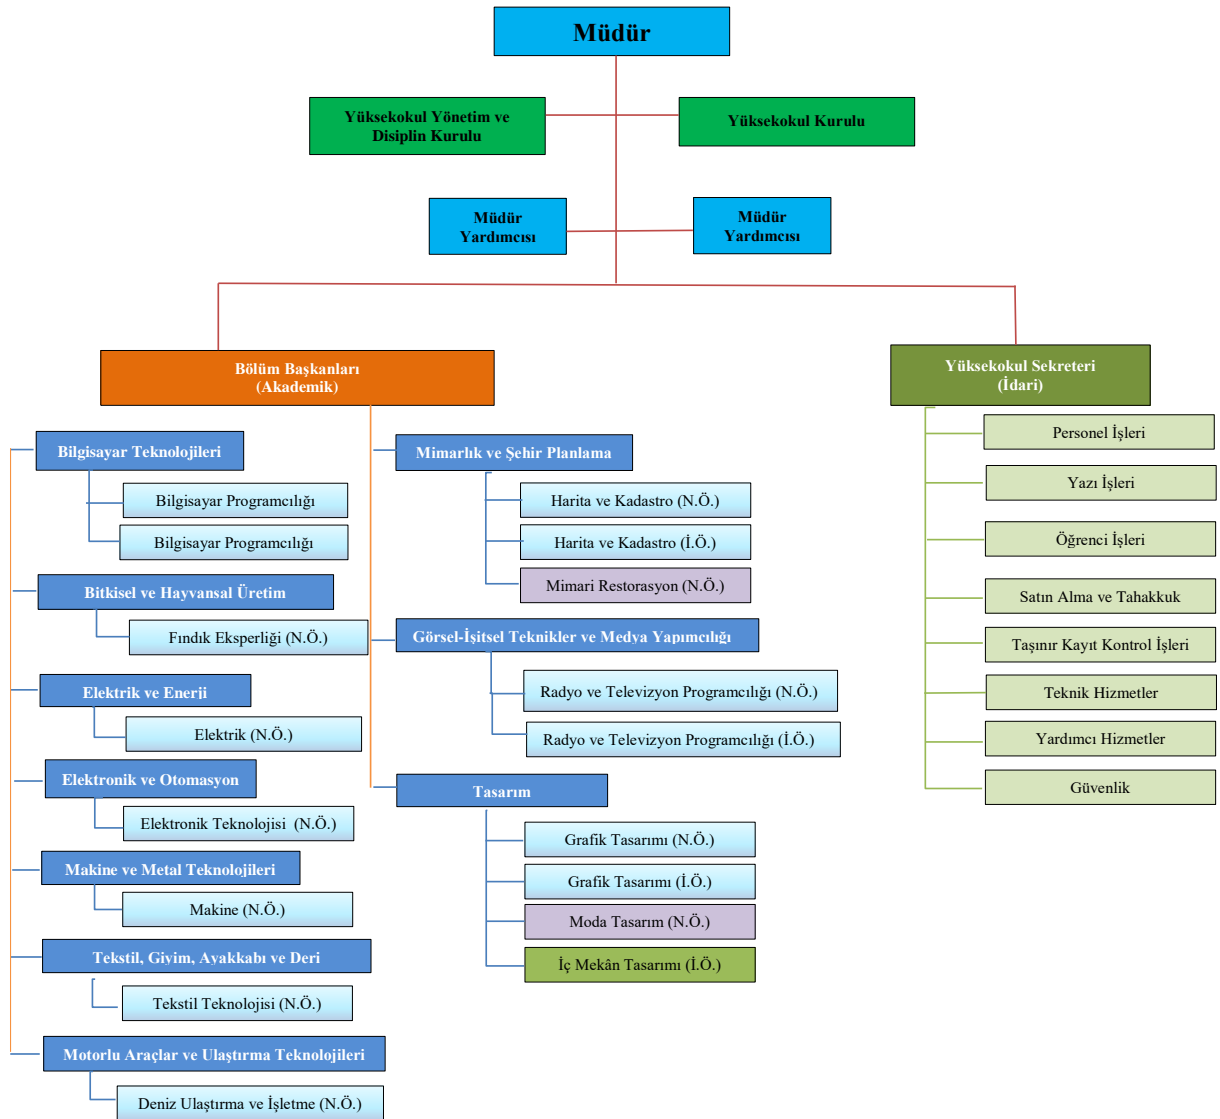 Müdür
Yüksekokul Yönetim ve
Disiplin Kurulu
Yüksekokul Kurulu
Müdür
Yardımcısı
Müdür
Yardımcısı
Bölüm Başkanları
(Akademik)
Yüksekokul Sekreteri
(İdari)
Bilgisayar Teknolojileri
Bilgisayar Programcılığı
Bilgisayar Programcılığı
Bitkisel ve Hayvansal Üretim
Fındık Eksperliği (N.Ö.)
Elektrik ve Enerji
Elektrik (N.Ö.)
Elektronik ve Otomasyon
Elektronik Teknolojisi (N.Ö.)
Makine ve Metal Teknolojileri
Makine (N.Ö.)
Tekstil, Giyim, Ayakkabı ve Deri
Tekstil Teknolojisi (N.Ö.)
Motorlu Araçlar ve Ulaştırma Teknolojileri
Deniz Ulaştırma ve İşletme (N.Ö.)
Mimarlık ve Şehir Planlama
Harita ve Kadastro (N.Ö.)
Harita ve Kadastro (İ.Ö.)
Mimari Restorasyon (N.Ö.)
Görsel-İşitsel Teknikler ve Medya Yapımcılığı
Radyo ve Televizyon Programcılığı (N.Ö.)
Radyo ve Televizyon Programcılığı (İ.Ö.)
Tasarım
Grafik Tasarımı (N.Ö.)
Grafik Tasarımı (İ.Ö.)
Moda Tasarım (N.Ö.)
İç Mekân Tasarımı (İ.Ö.)
Personel İşleri
Yazı İşleri
Öğrenci İşleri
Satın Alma ve Tahakkuk
Taşınır Kayıt Kontrol İşleri
Teknik Hizmetler
Yardımcı Hizmetler
Güvenlik